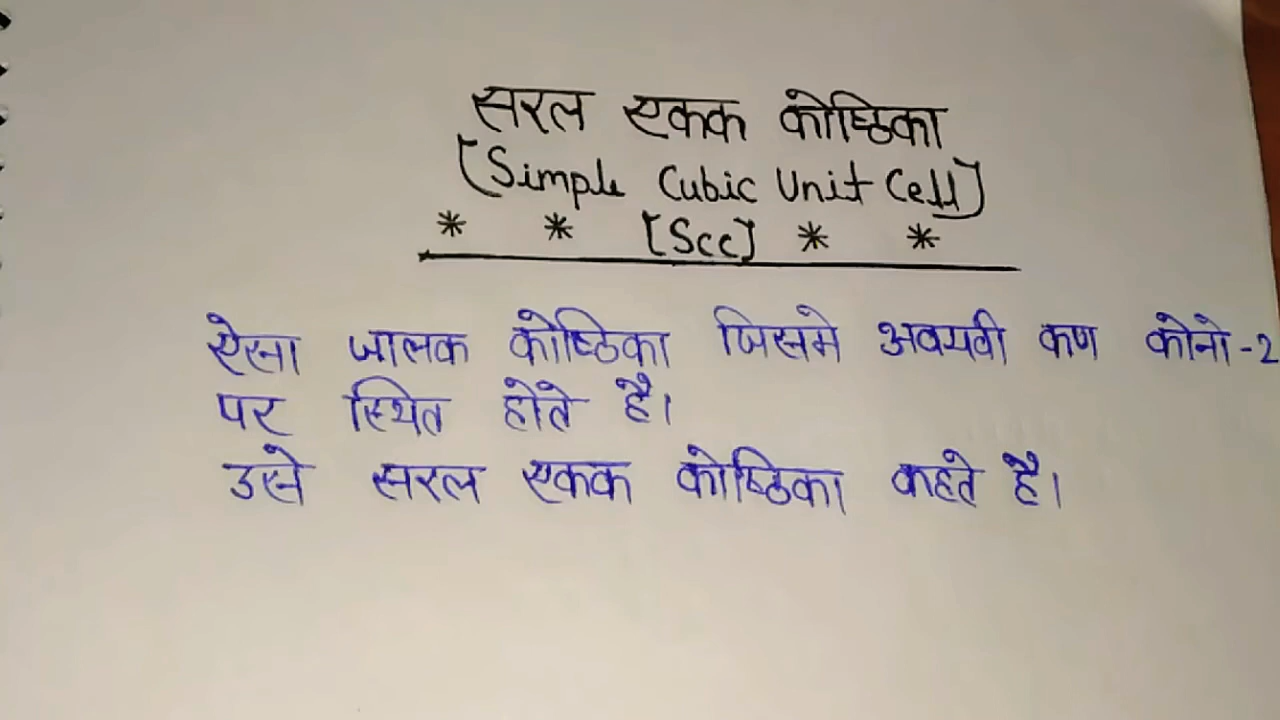 सरल एकक कोष्ठिका
[Simple Cubic Unit Cell]
* * [Scc] * *
ऐसा जालक कोष्ठिका जिसमे अवयवी कण कोनो-2
पर स्थित होते है।
उसे सरल एकक कोष्ठिका कहते है।